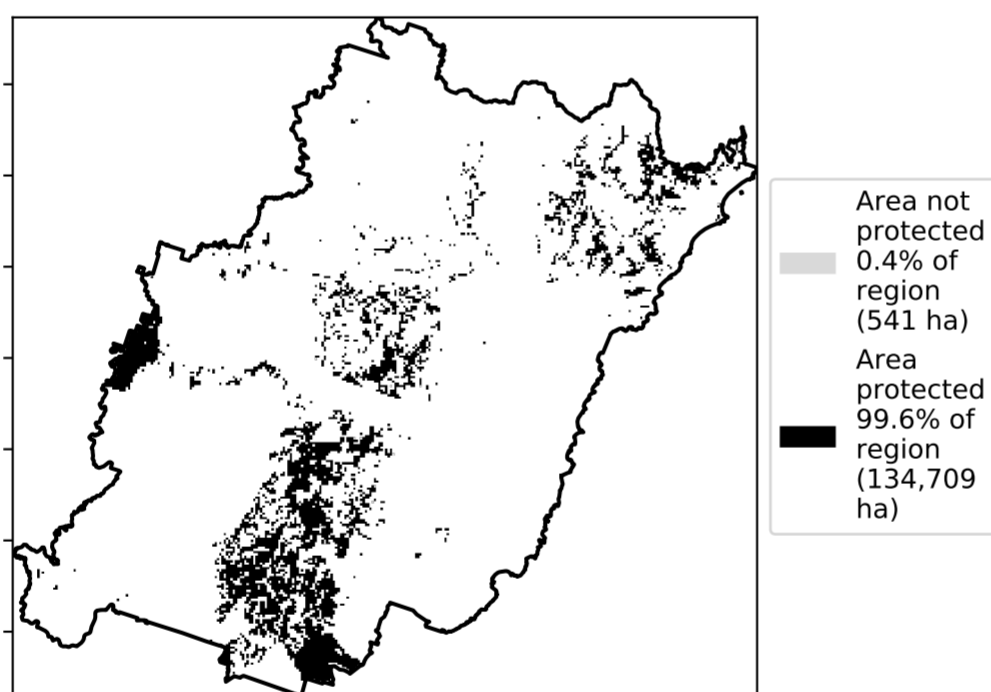 Area not
protected
0.4% of
region
(541 ha)
Area
protected
99.6% of
region
(134,709
ha)